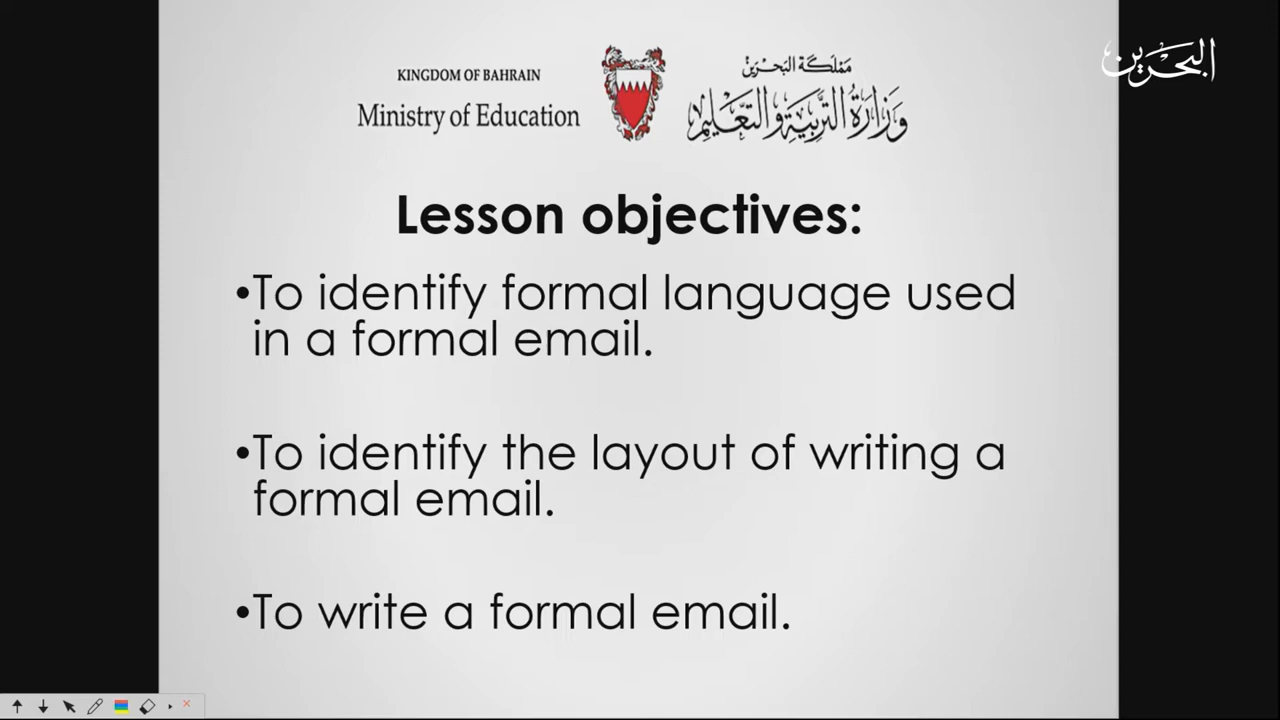 البحرين
KINGDOM OF BAHRAIN
مملكة البحرين
Ministry of Education
وزارة التربية والتعليم
Lesson objectives:
•To identify formal language used
in a formal email.
•To identify the layout of writing a
formal email.
•To write a formal email.